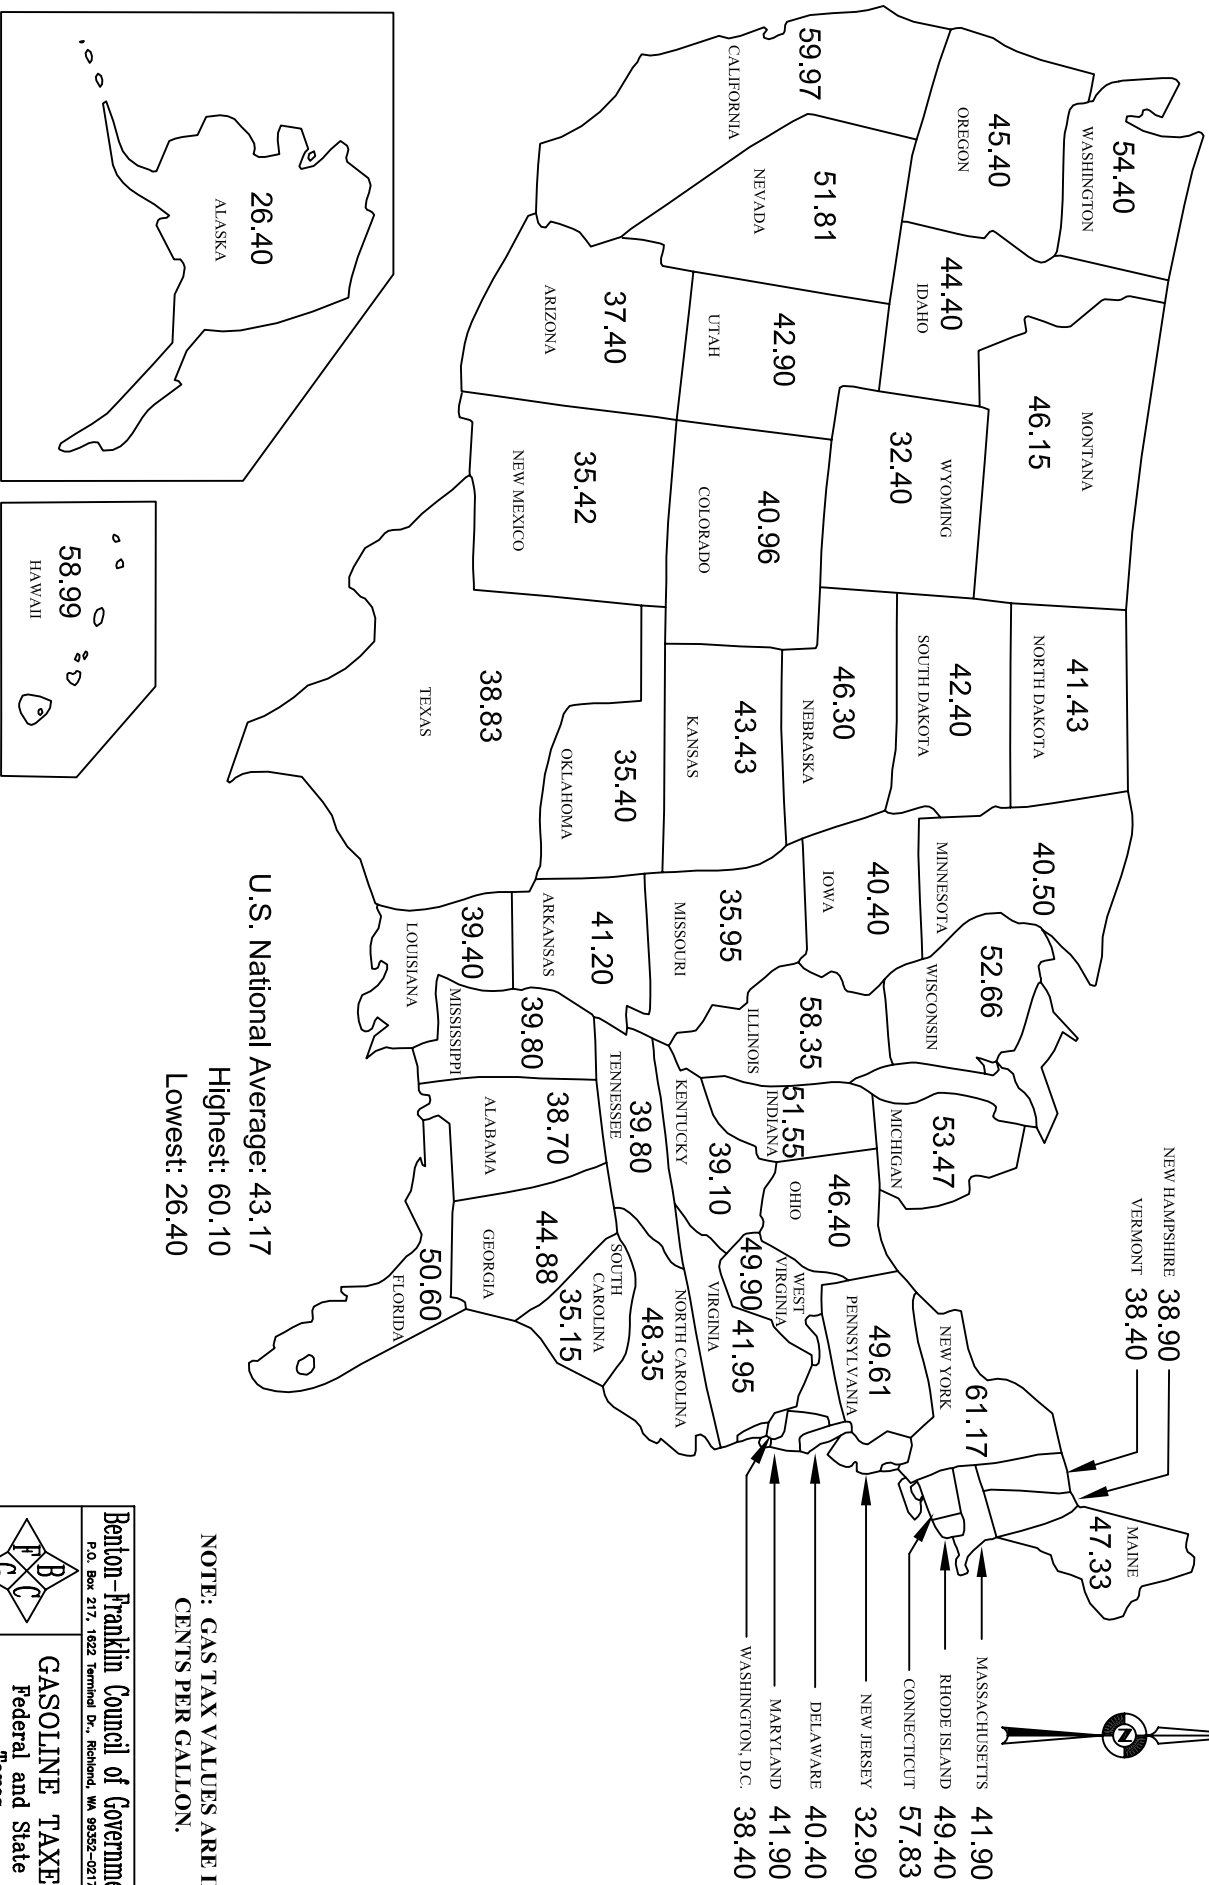 WASHINGTON
54.40
OREGON
45.40
CALIFORNIA
59.97
NEVADA
51.81
IDAHO
44.40
MONTANA
46.15
WYOMING
32.40
UTAH
42.90
ARIZONA
37.40
COLORADO
40.96
NEW MEXICO
35.42
NORTH DAKOTA
41.43
SOUTH DAKOTA
42.40
NEBRASKA
46.30
KANSAS
43.43
OKLAHOMA
35.40
TEXAS
38.83
MINNESOTA
40.50
IOWA
40.40
MISSOURI
35.95
ARKANSAS
41.20
LOUISIANA
39.40
WISCONSIN
52.66
ILLINOIS
58.35
MICHIGAN
53.47
INDIANA
51.55
OHIO
46.40
KENTUCKY
39.10
TENNESSEE
39.80
MISSISSIPPI
39.80
ALABAMA
38.70
GEORGIA
44.88
FLORIDA
50.60
SOUTH
CAROLINA
35.15
NORTH CAROLINA
48.35
VIRGINIA
41.95
WEST
VIRGINIA
49.90
PENNSYLVANIA
49.61
NEW YORK
61.17
MAINE
47.33
NEW HAMPSHIRE 38.90
VERMONT 38.40
MASSACHUSETTS 41.90
RHODE ISLAND 49.40
CONNECTICUT 57.83
NEW JERSEY 32.90
DELAWARE 40.40
MARYLAND 41.90
WASHINGTON, D.C. 38.40
N
ALASKA
26.40
HAWAII
58.99
U.S. National Average: 43.17
Highest: 60.10
Lowest: 26.40
NOTE: GAS TAX VALUES ARE
CENTS PER GALLON.
Benton-Franklin Council of
P.O. Box 217, 1622 Terminal Dr., Richland, WA 99352-0217
B
F C
G
GASOLINE
Federal and State